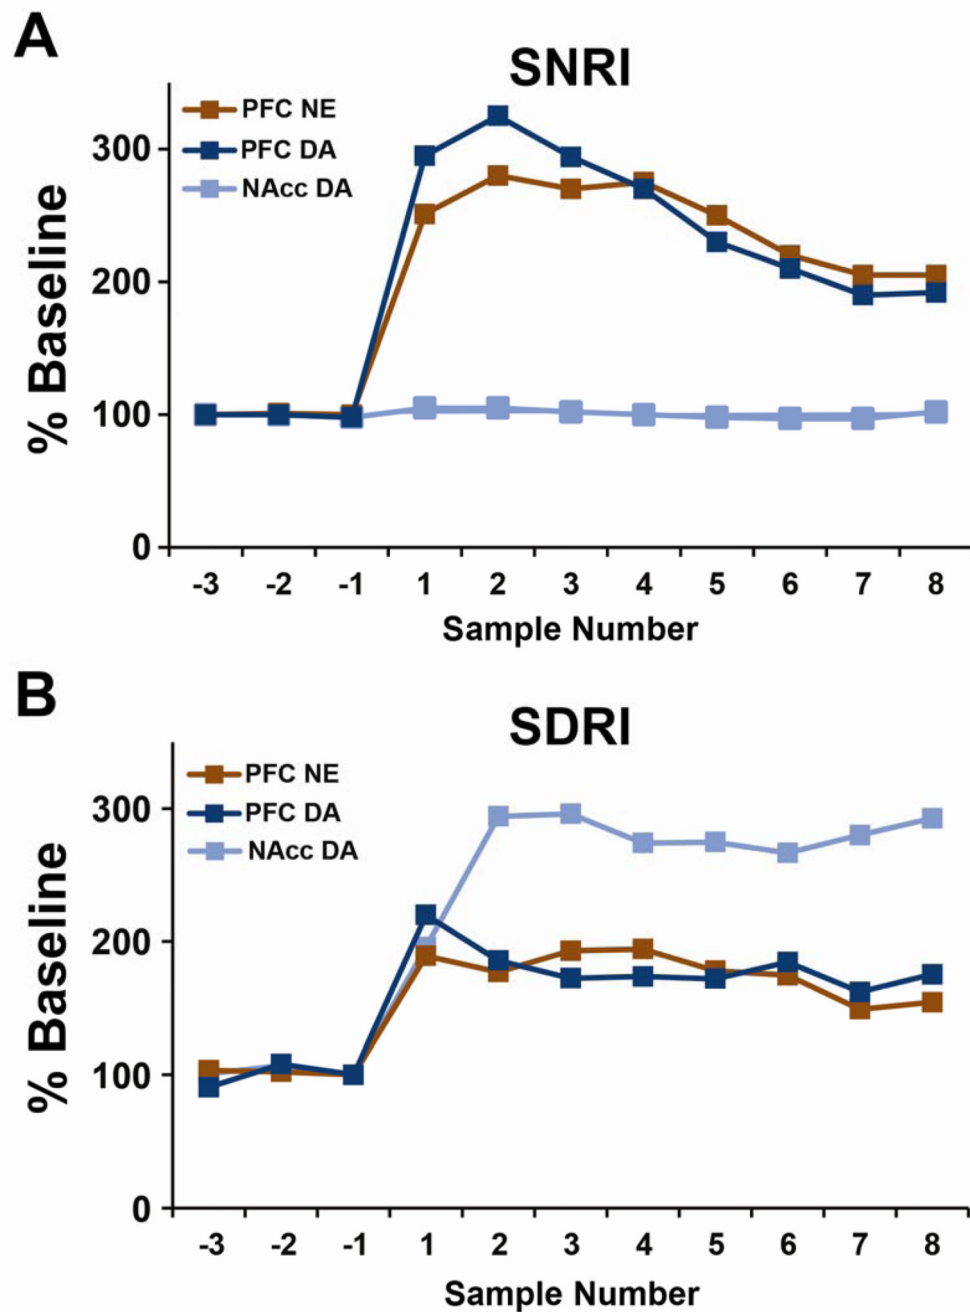 A
SNRI
PFC NE
PFC DA
NAcc DA
% Baseline
300
200
100
0
-3 -2 -1 1 2 3 4 5 6 7 8
Sample Number
B
SDRI
PFC NE
PFC DA
NAcc DA
% Baseline
300
200
100
0
-3 -2 -1 1 2 3 4 5 6 7 8
Sample Number